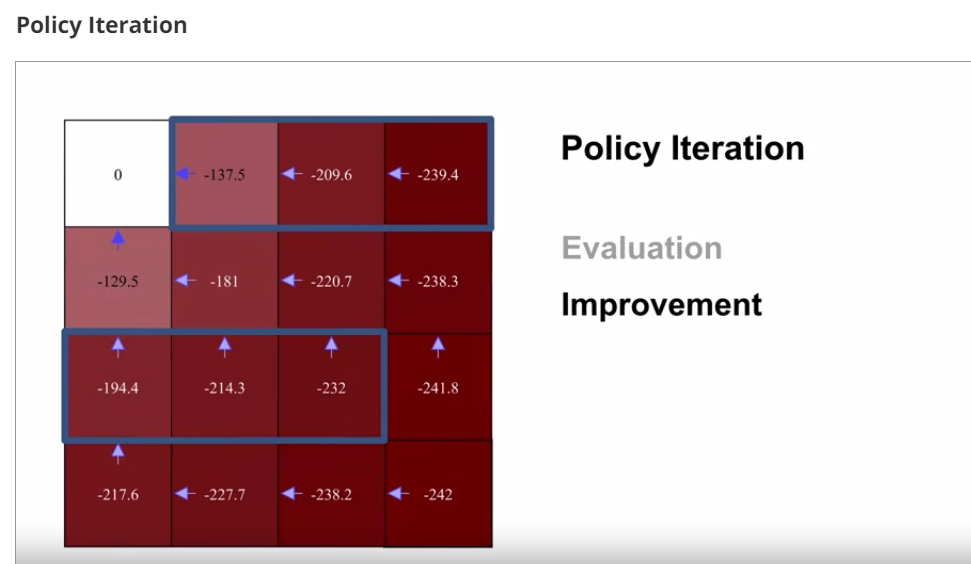 Policy Iteration
Policy Iteration
Evaluation
Improvement
0 -137.5 -209.6 -239.4
-129.5 -181 -220.7 -238.3
-194.4 -214.3 -232 -241.8
-217.6 -227.7 -238.2 -242